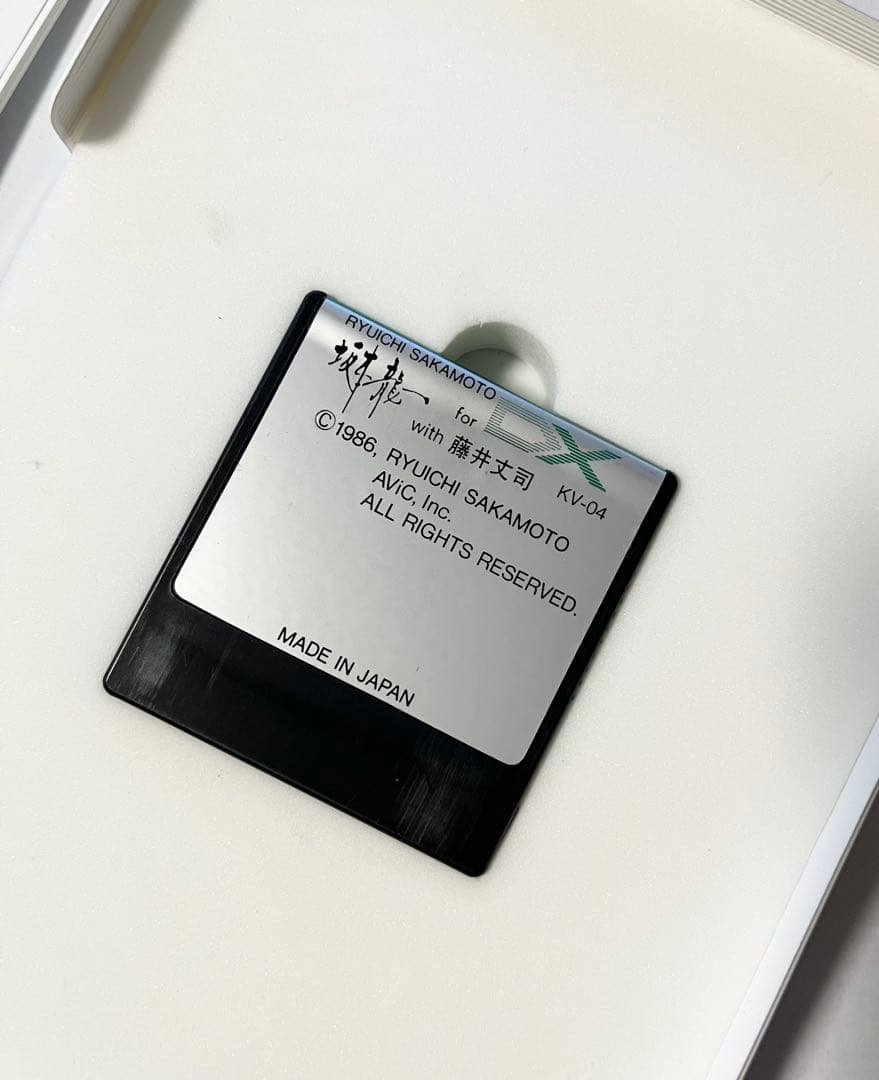 RYUICHI SAKAMOTO
坂本龍一 for DX
with 藤井丈司 KV-04
©1986, RYUICHI SAKAMOTO
AViC, Inc.
ALL RIGHTS RESERVED.
MADE IN JAPAN